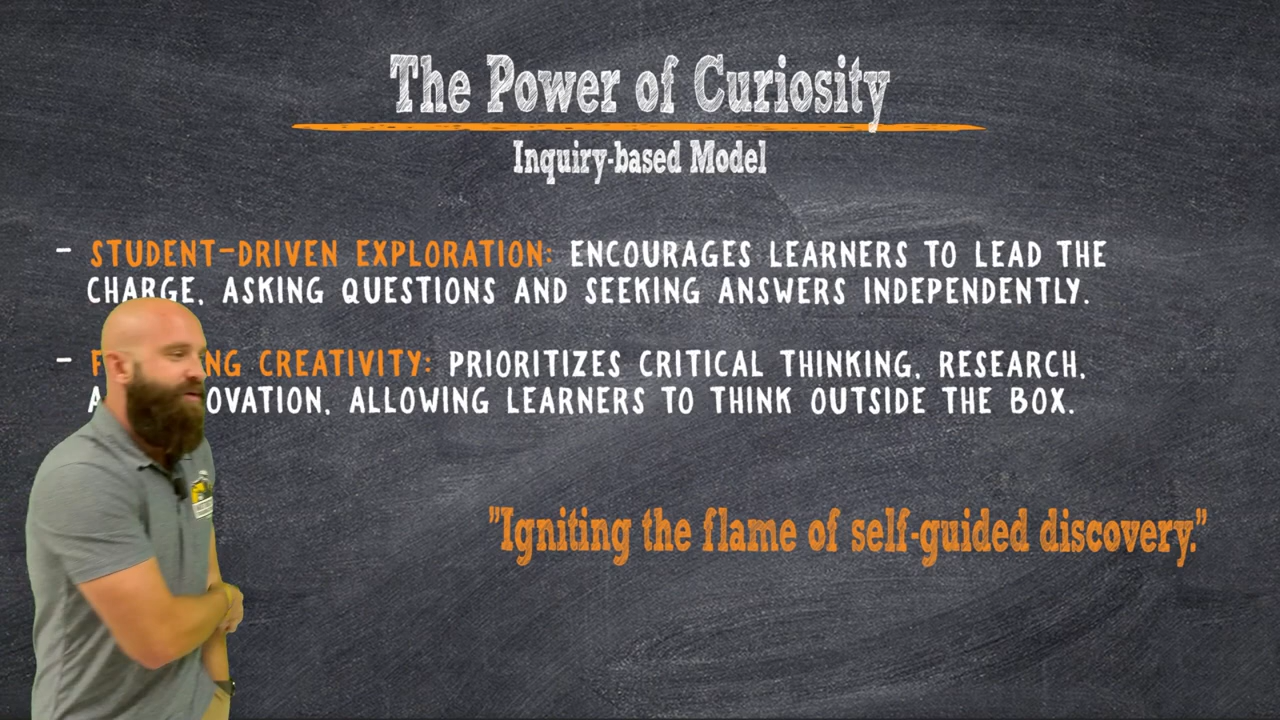 The Power of Curiosity
Inquiry-based Model
- STUDENT-DRIVEN EXPLORATION: ENCOURAGES LEARNERS TO LEAD THE
CHARGE, ASKING QUESTIONS AND SEEKING ANSWERS INDEPENDENTLY.
- CREATIVITY: PRIORITIZES CRITICAL THINKING, RESEARCH,
ALLOWING LEARNERS TO THINK OUTSIDE THE BOX.
"Igniting the flame of self-guided discovery."